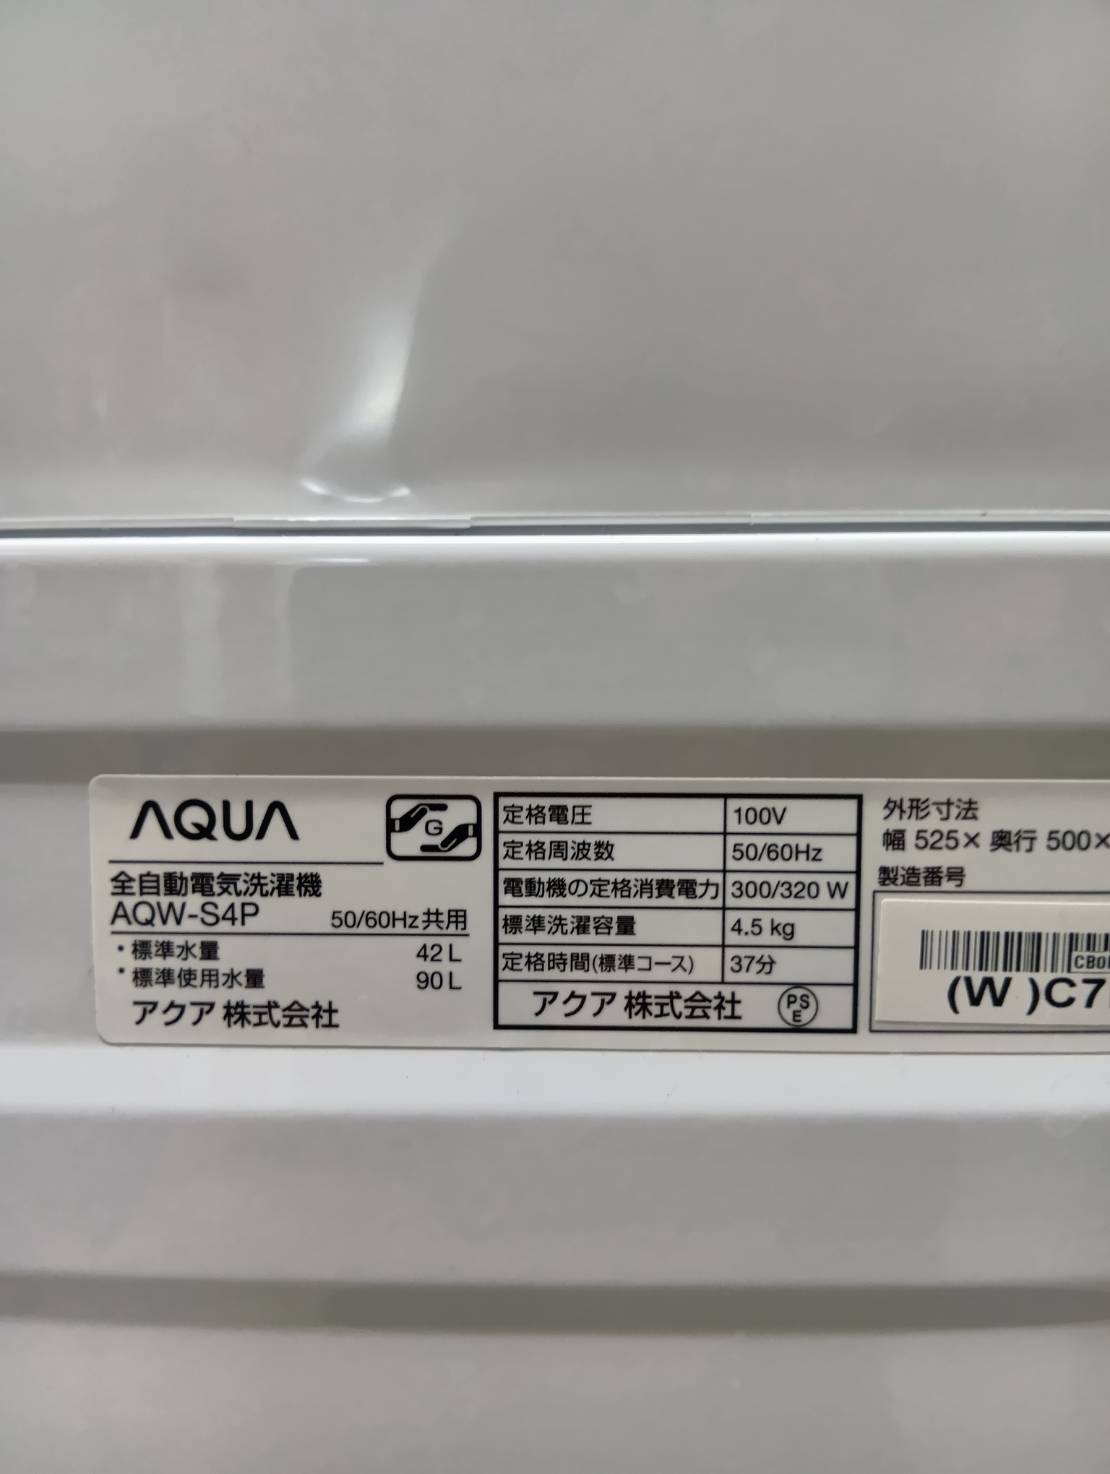 AQUA
G
全自動電気洗濯機
AQW-S4P 50/60Hz共用
・標準水量 42L
・標準使用水量 90L
アクア株式会社
定格電圧 100V
定格周波数 50/60Hz
電動機の定格消費電力 300/320 W
標準洗濯容量 4.5 kg
定格時間(標準コース) 37分
アクア株式会社 PSE
外形寸法
幅 525× 奥行 500×
製造番号
(W )C7